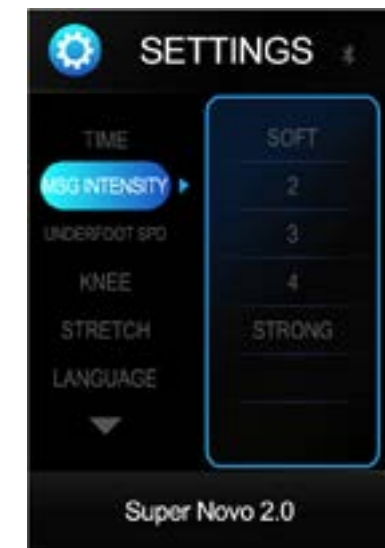 SETTINGS
TIME
MSG INTENSITY
UNDERFOOT SPD
KNEE
STRETCH
LANGUAGE
SOFT
2
3
4
STRONG
Super Novo 2.0